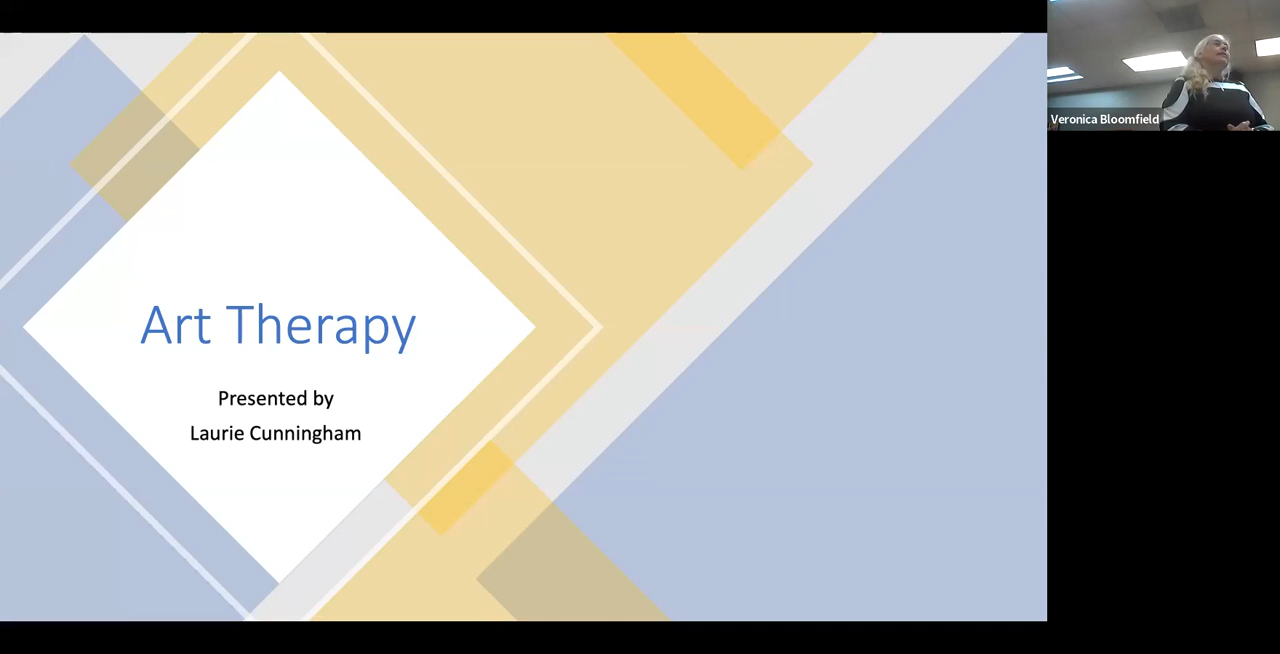 Art Therapy
Presented by
Laurie Cunningham
Veronica Bloomfield